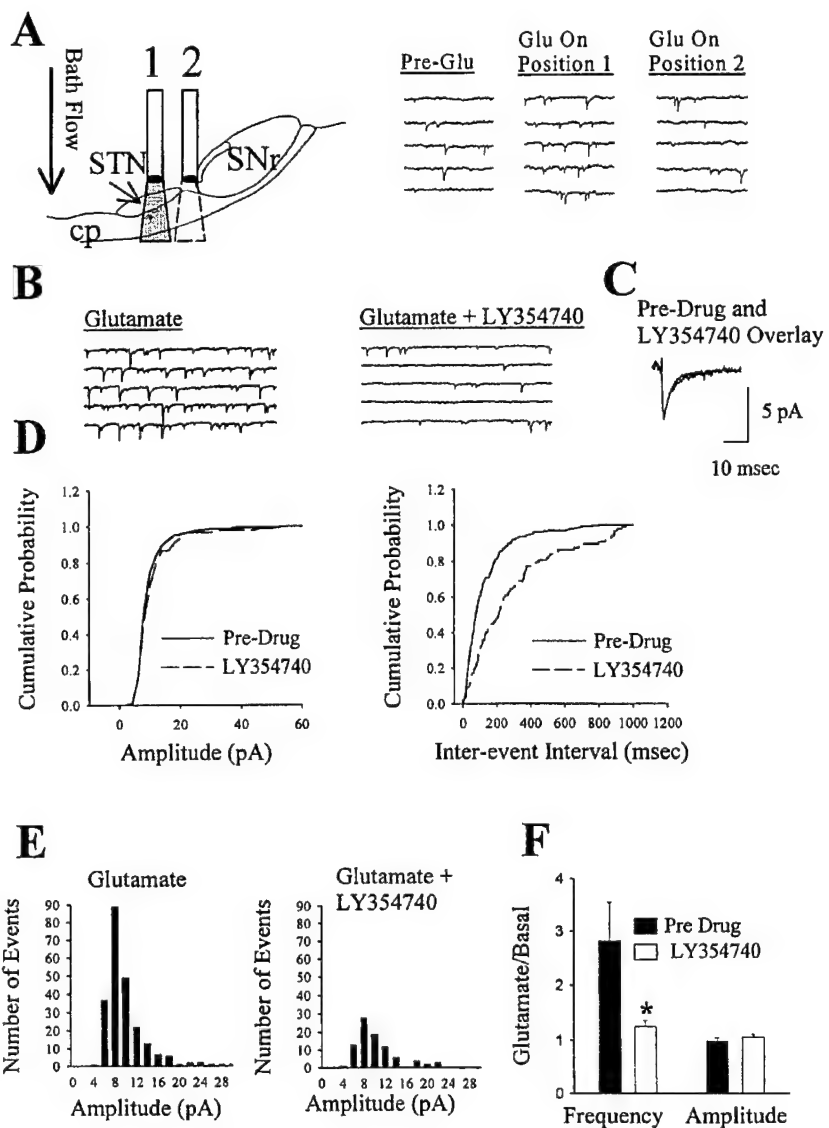 A
Bath Flow
1 2
STN
SNr
cp
Pre-Glu
Glu On
Position 1
Glu On
Position 2
B
Glutamate
Glutamate + LY354740
C
Pre-Drug and
LY354740 Overlay
5 pA
10 msec
D
Cumulative Probability
1.2
1.0
0.8
0.6
0.4
0.2
0.0
Pre-Drug
LY354740
0 20 40 60
Amplitude (pA)
Cumulative Probability
1.2
1.0
0.8
0.6
0.4
0.2
0.0
Pre-Drug
LY354740
0 200 400 600 800 1000 1200
Inter-event Interval (msec)
E
Glutamate
Number of Events
90
80
70
60
50
40
30
20
10
0
0 4 8 12 16 20 24 28
Amplitude (pA)
Glutamate +
LY354740
Number of Events
90
80
70
60
50
40
30
20
10
0
0 4 8 12 16 20 24 28
Amplitude (pA)
F
Glutamate/Basal
4
3
2
1
0
Pre Drug
LY354740
*
Frequency Amplitude